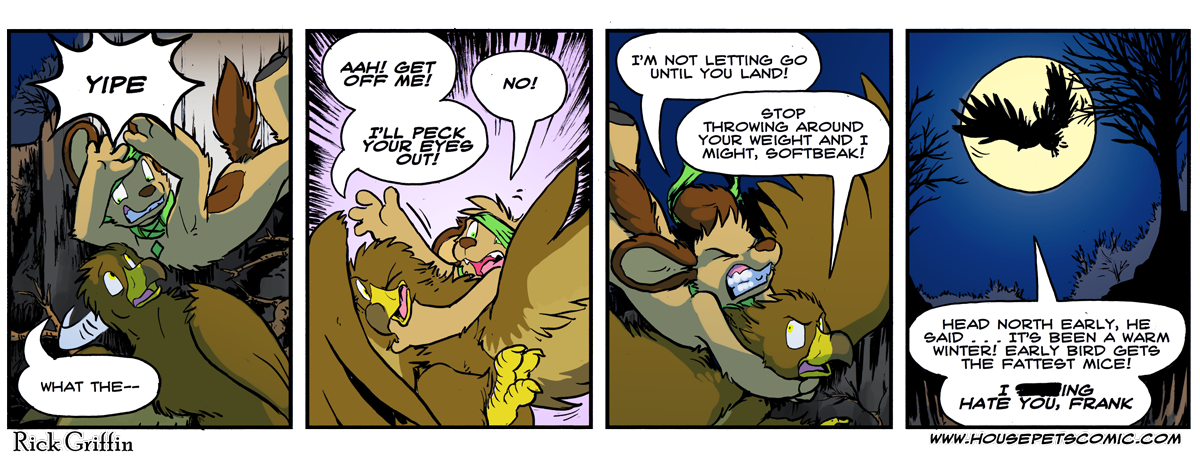 YIPE
WHAT THE--
AAH! GET
OFF ME!
NO!
I'LL PECK
YOUR EYES
OUT!
I'M NOT LETTING GO
UNTIL YOU LAND!
STOP
THROWING AROUND
YOUR WEIGHT AND I
MIGHT, SOFTBEAK!
HEAD NORTH EARLY, HE
SAID . . . IT'S BEEN A WARM
WINTER! EARLY BIRD GETS
THE FATTEST MICE!
I ING
HATE YOU, FRANK
Rick Griffin
WWW.HOUSEPETSCOMIC.COM